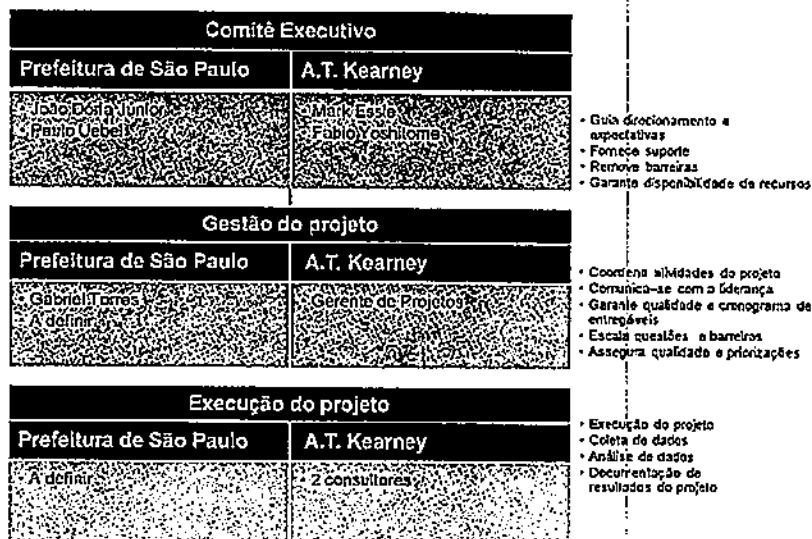 Comitê Executivo
Prefeitura de São Paulo A.T. Kearney
• João Doria Junior • Mark Essle
• Paulo Uebel • Fabio Yoshitome
• Guia direcionamento e
expectativas
• Fornece suporte
• Remove barreiras
• Garante disponibilidade de recursos
Gestão do projeto
Prefeitura de São Paulo A.T. Kearney
• Gabriel Torres • Gerente de Projetos
• A definir
• Coordena atividades do projeto
• Comunica-se com a liderança
• Garante qualidade e cronograma de
entregáveis
• Escala questões e barreiras
• Assegura qualidade e priorizações
Execução do projeto
Prefeitura de São Paulo A.T. Kearney
• A definir • 2 consultores
• Execução do projeto
• Coleta de dados
• Análise de dados
• Documentação de
resultados do projeto